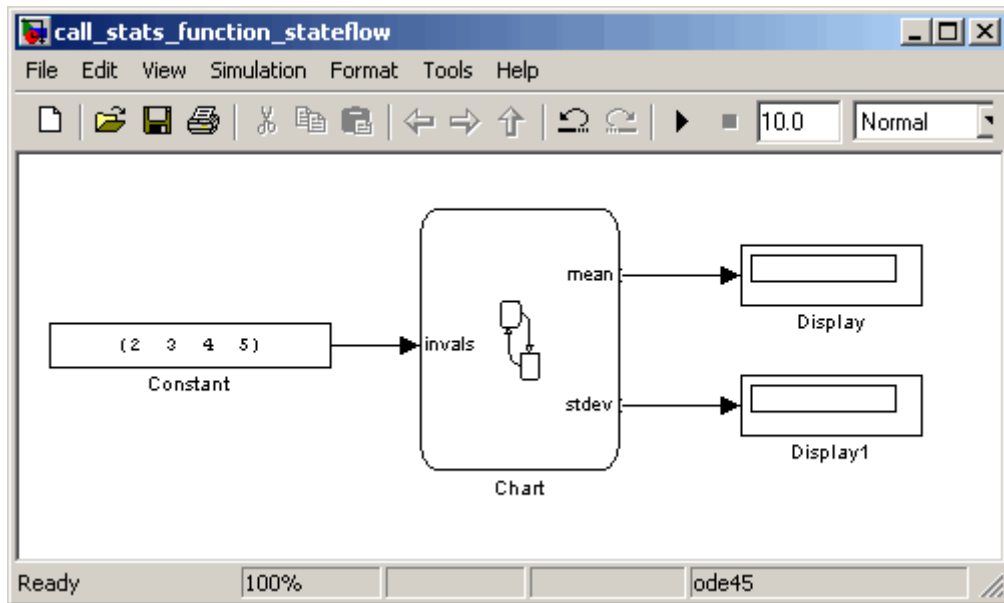 call_stats_function_stateflow
File Edit View Simulation Format Tools Help
10.0 Normal
mean
Display
(2 3 4 5)
Constant
invals
stdev
Display1
Chart
Ready 100% ode45